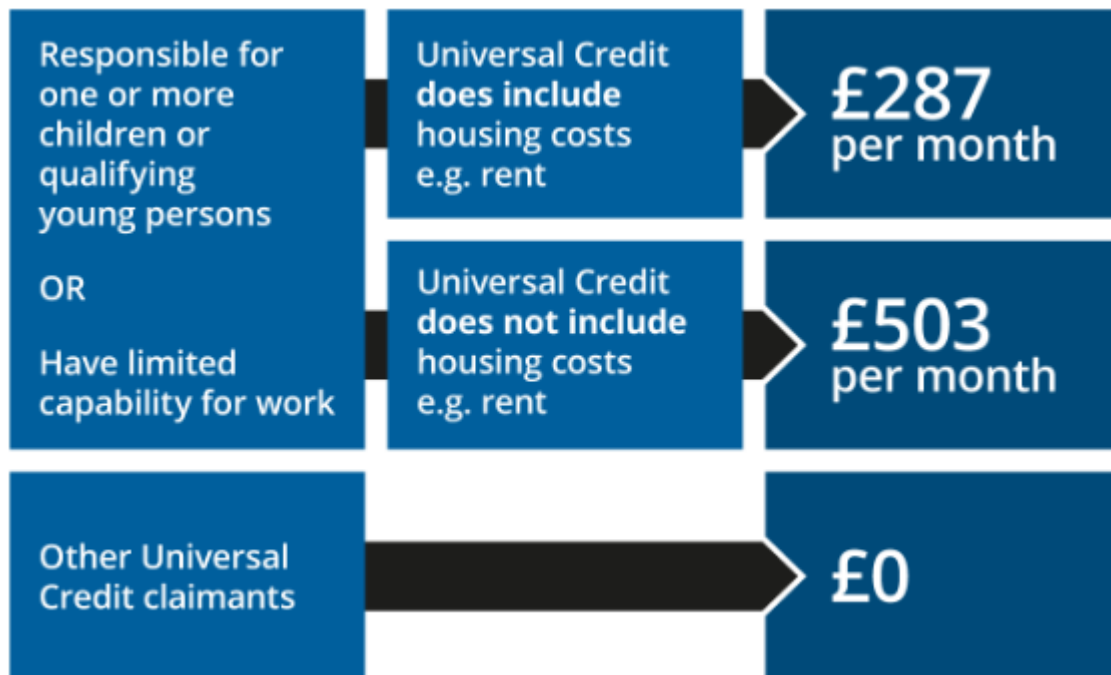 Responsible for
one or more
children or
qualifying
young persons
OR
Have limited
capability for work
Universal Credit
does include
housing costs
e.g. rent
£287
per month
Universal Credit
does not include
housing costs
e.g. rent
£503
per month
Other Universal
Credit claimants
£0